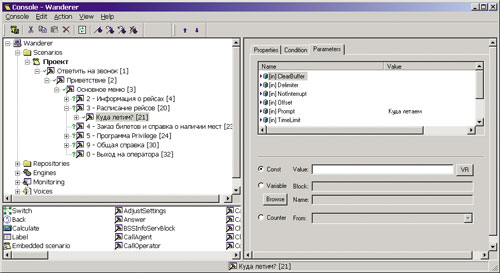 Console - Wanderer
Console Edit Action View Help
Wanderer
Scenarios
Проект
Ответить на звонок [1]
Приветствие [2]
Основное меню [3]
2 - Информация о рейсах [4]
3 - Расписание рейсов [20]
Куда летим? [21]
4 - Заказ билетов и справка о наличии мест [23]
5 - Программа Privilege [24]
9 - Общая справка [30]
0 - Выход на оператора [32]
Repositories
Engines
Monitoring
Voices
Switch
Back
Calculate
Label
Embedded scenario
AdjustSettings
Answer
BSSInfoServBlock
CallAgent
CallOperator
Properties Condition Parameters
Name Value
[in] ClearBuffer
[in] Delimiter
[in] NotInterrupt
[in] Offset
[in] Prompt Куда летаем
[in] TimeLimit
Const Value: VR
Variable Block:
Browse Name:
Counter From:
Куда летим? [21]